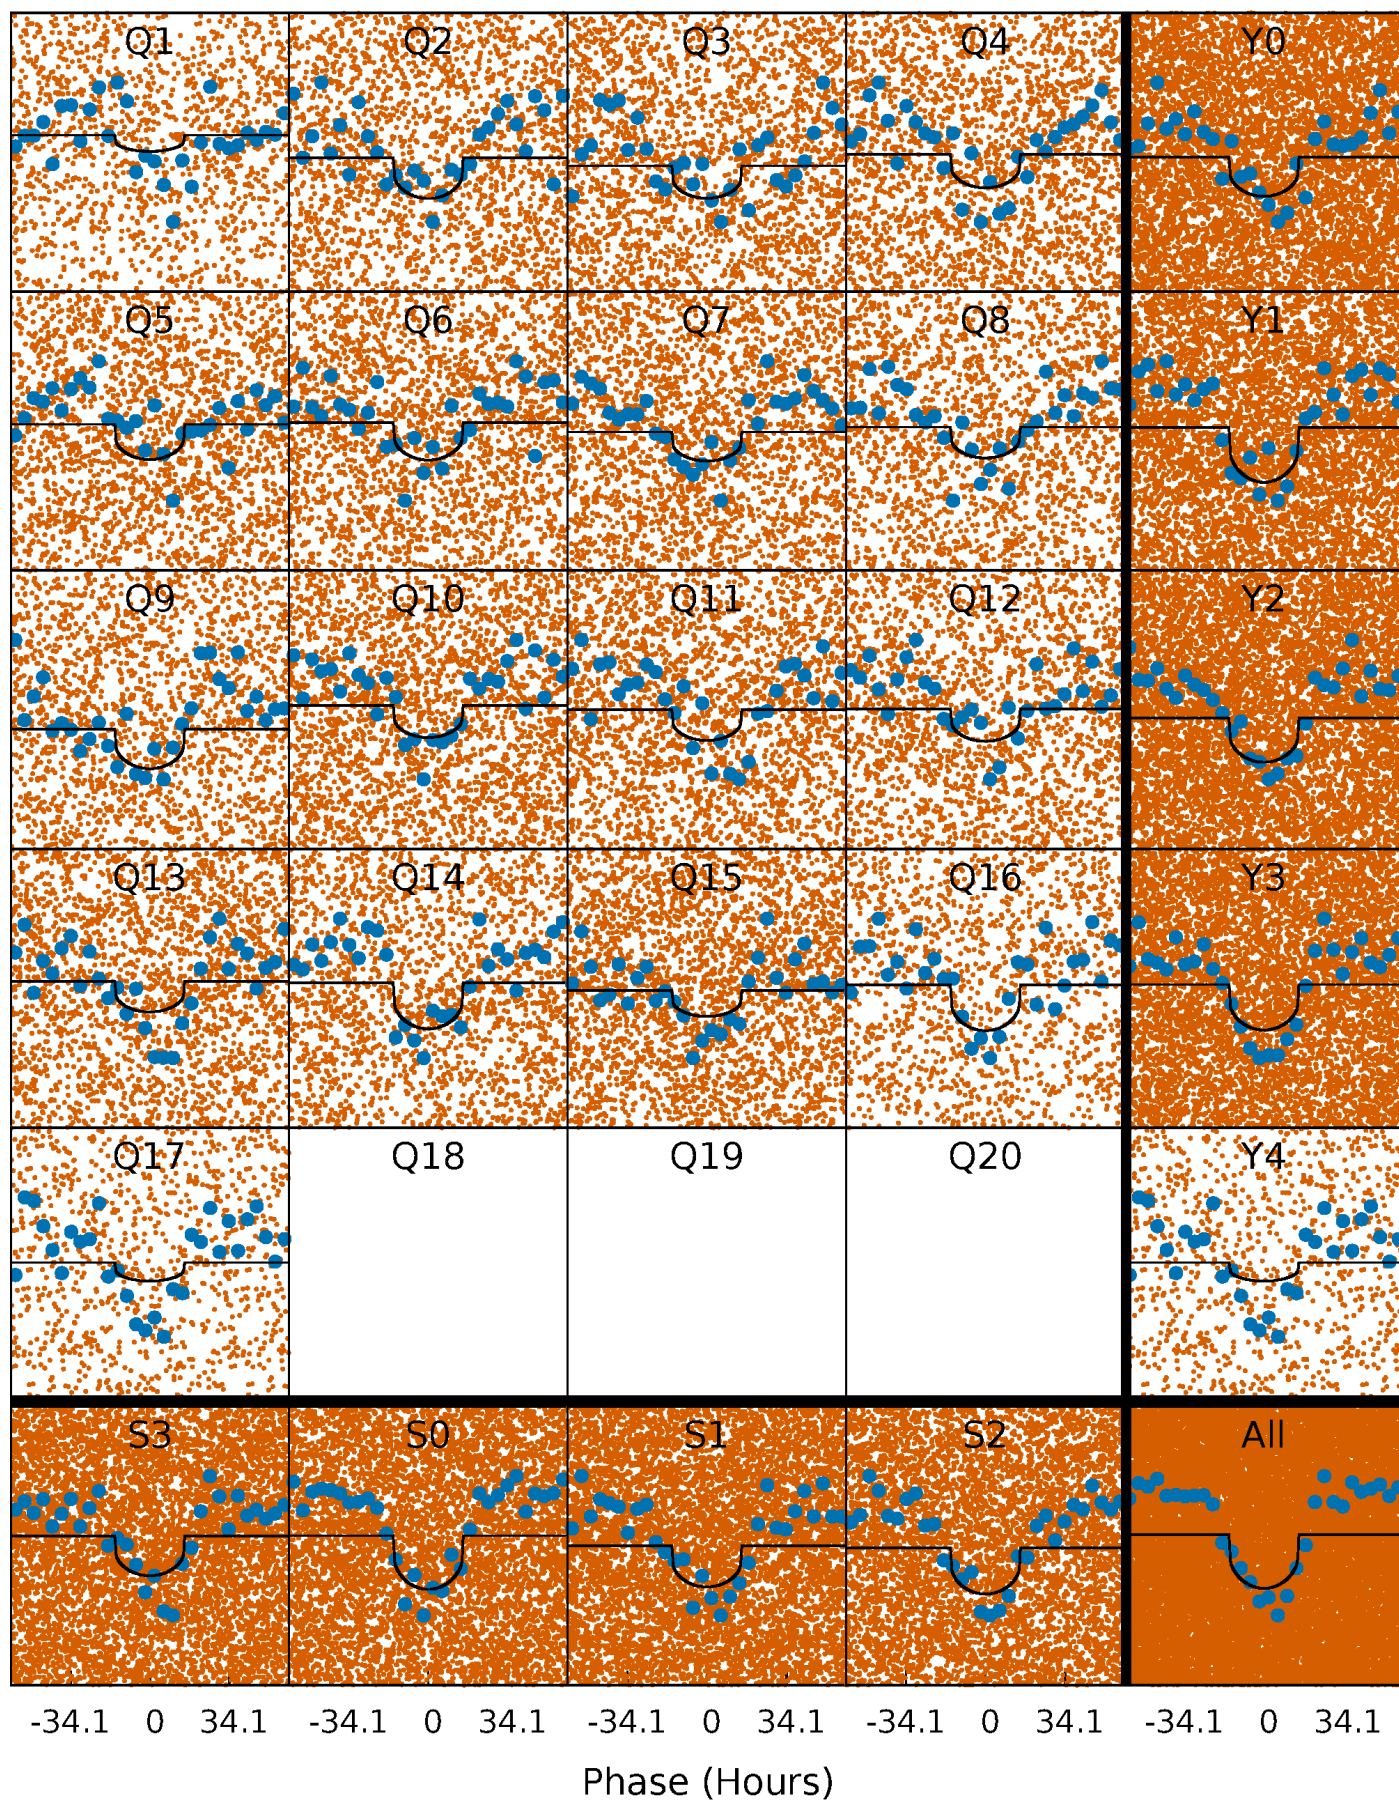 Q1 Q2 Q3 Q4 Y0
Q5 Q6 Q7 Q8 Y1
Q9 Q10 Q11 Q12 Y2
Q13 Q14 Q15 Q16 Y3
Q17 Q18 Q19 Q20 Y4
S3 S0 S1 S2 All
-34.1 0 34.1 -34.1 0 34.1 -34.1 0 34.1 -34.1 0 34.1 -34.1 0 34.1
Phase (Hours)